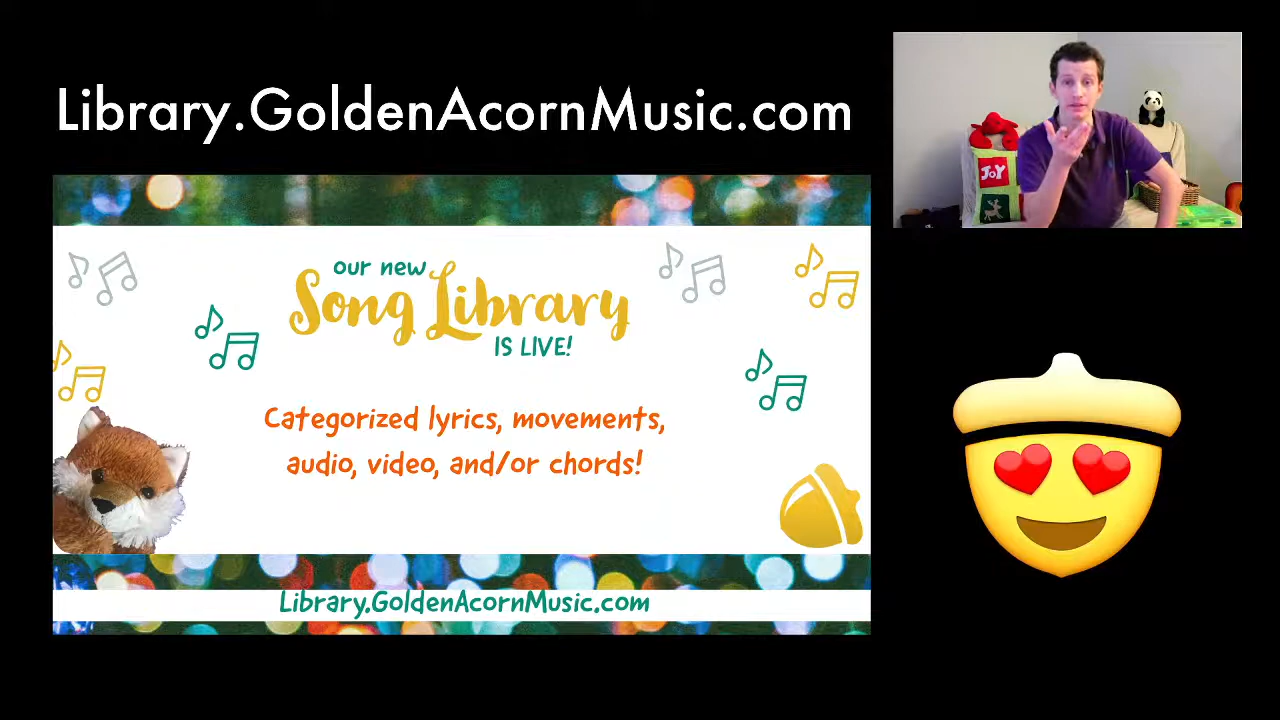 Library.GoldenAcornMusic.com
our new
Song Library
IS LIVE!
Categorized lyrics, movements,
audio, video, and/or chords!
Library.GoldenAcornMusic.com
JOY